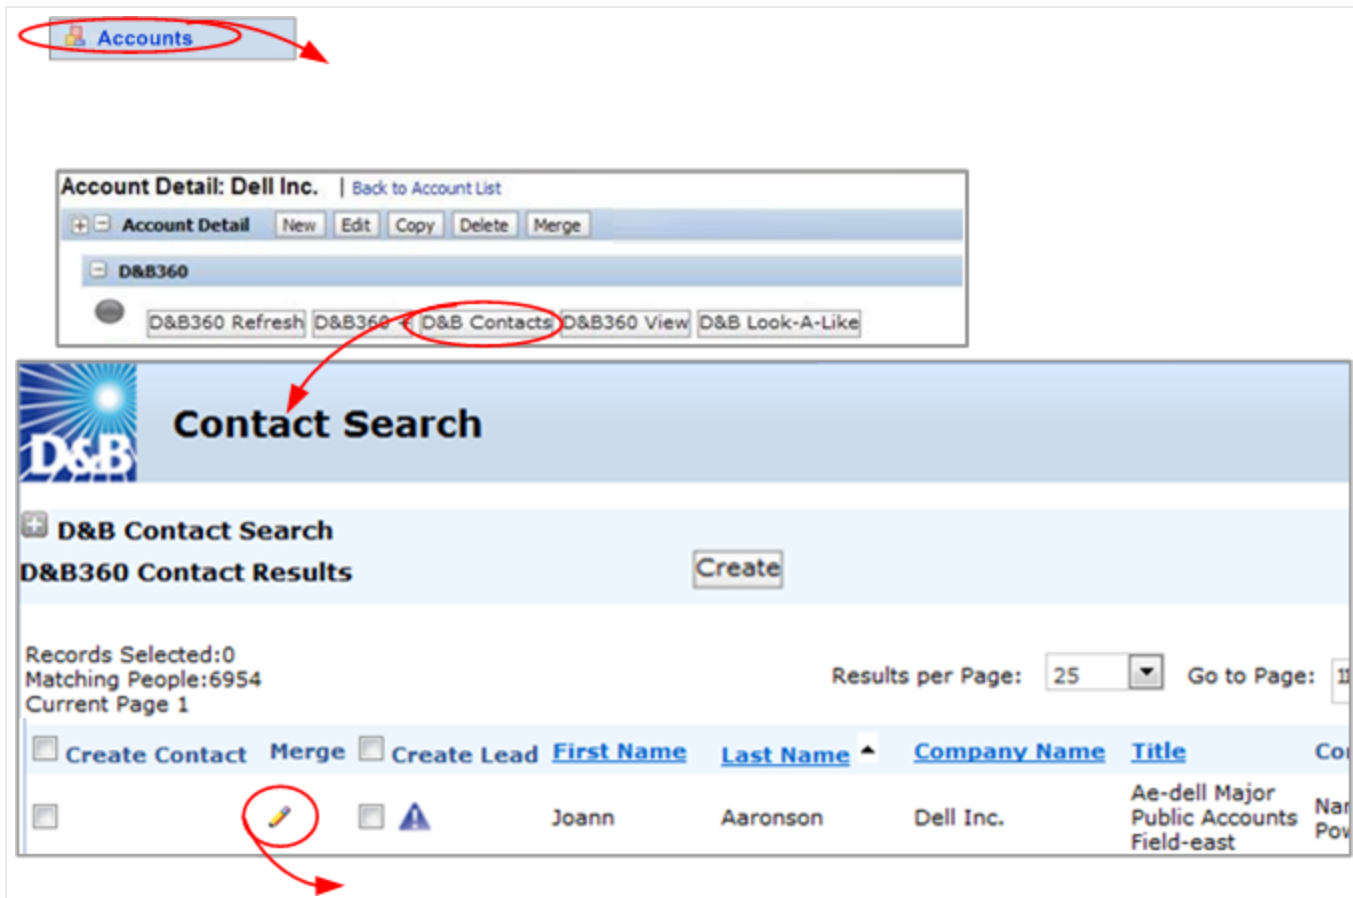 Accounts
Account Detail: Dell Inc. | Back to Account List
Account Detail New Edit Copy Delete Merge
D&B360
D&B360 Refresh D&B360 + D&B Contacts D&B360 View D&B Look-A-Like
D&B
Contact Search
D&B Contact Search
D&B360 Contact Results Create
Records Selected:0
Matching People:6954
Current Page 1
Results per Page: 25 Go to Page:
Create Contact Merge Create Lead First Name Last Name Company Name Title
Joann Aaronson Dell Inc. Ae-dell Major
Public Accounts
Field-east